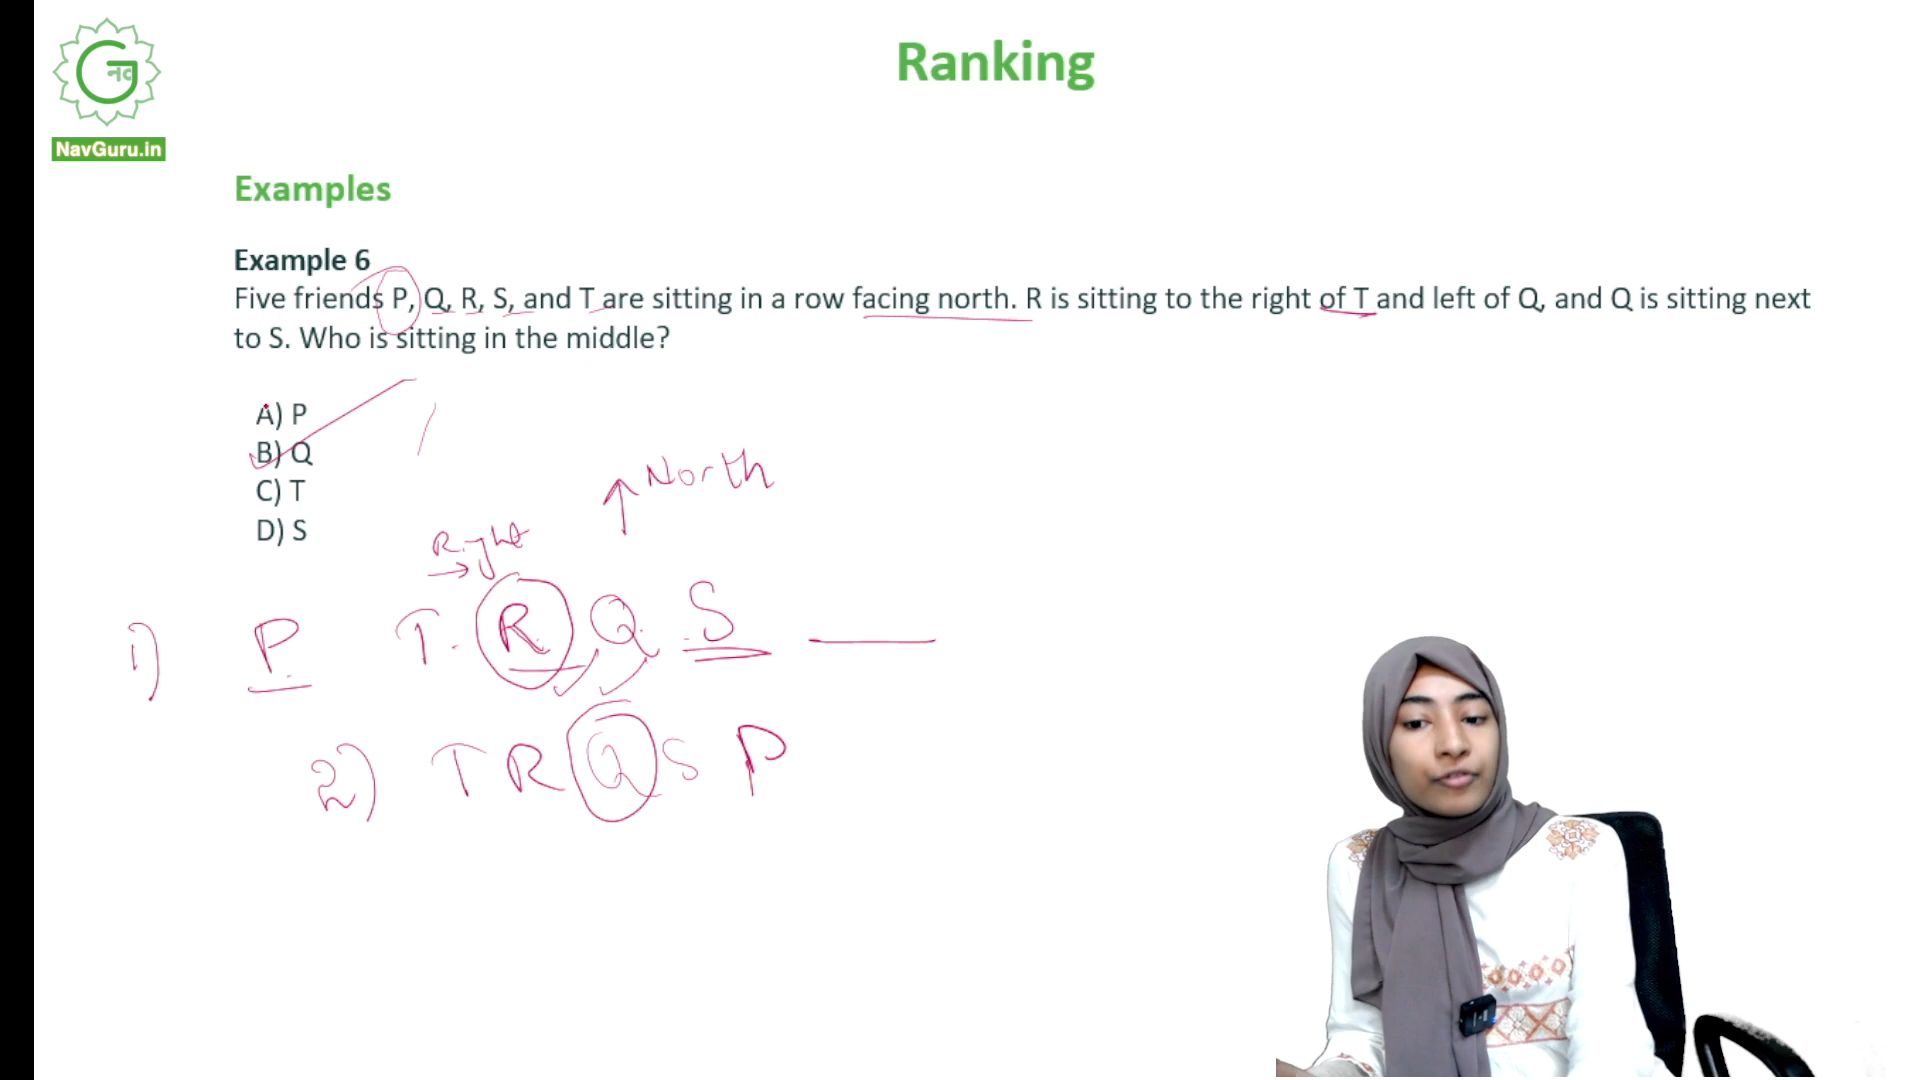 नव
NavGuru.in
Ranking
Examples
Example 6
Five friends P, Q, R, S, and T are sitting in a row facing north. R is sitting to the right of T and left of Q, and Q is sitting next
to S. Who is sitting in the middle?
A) P
B) Q
C) T
D) S
↑ North
Right
1) P T R Q S
2) T R Q S P